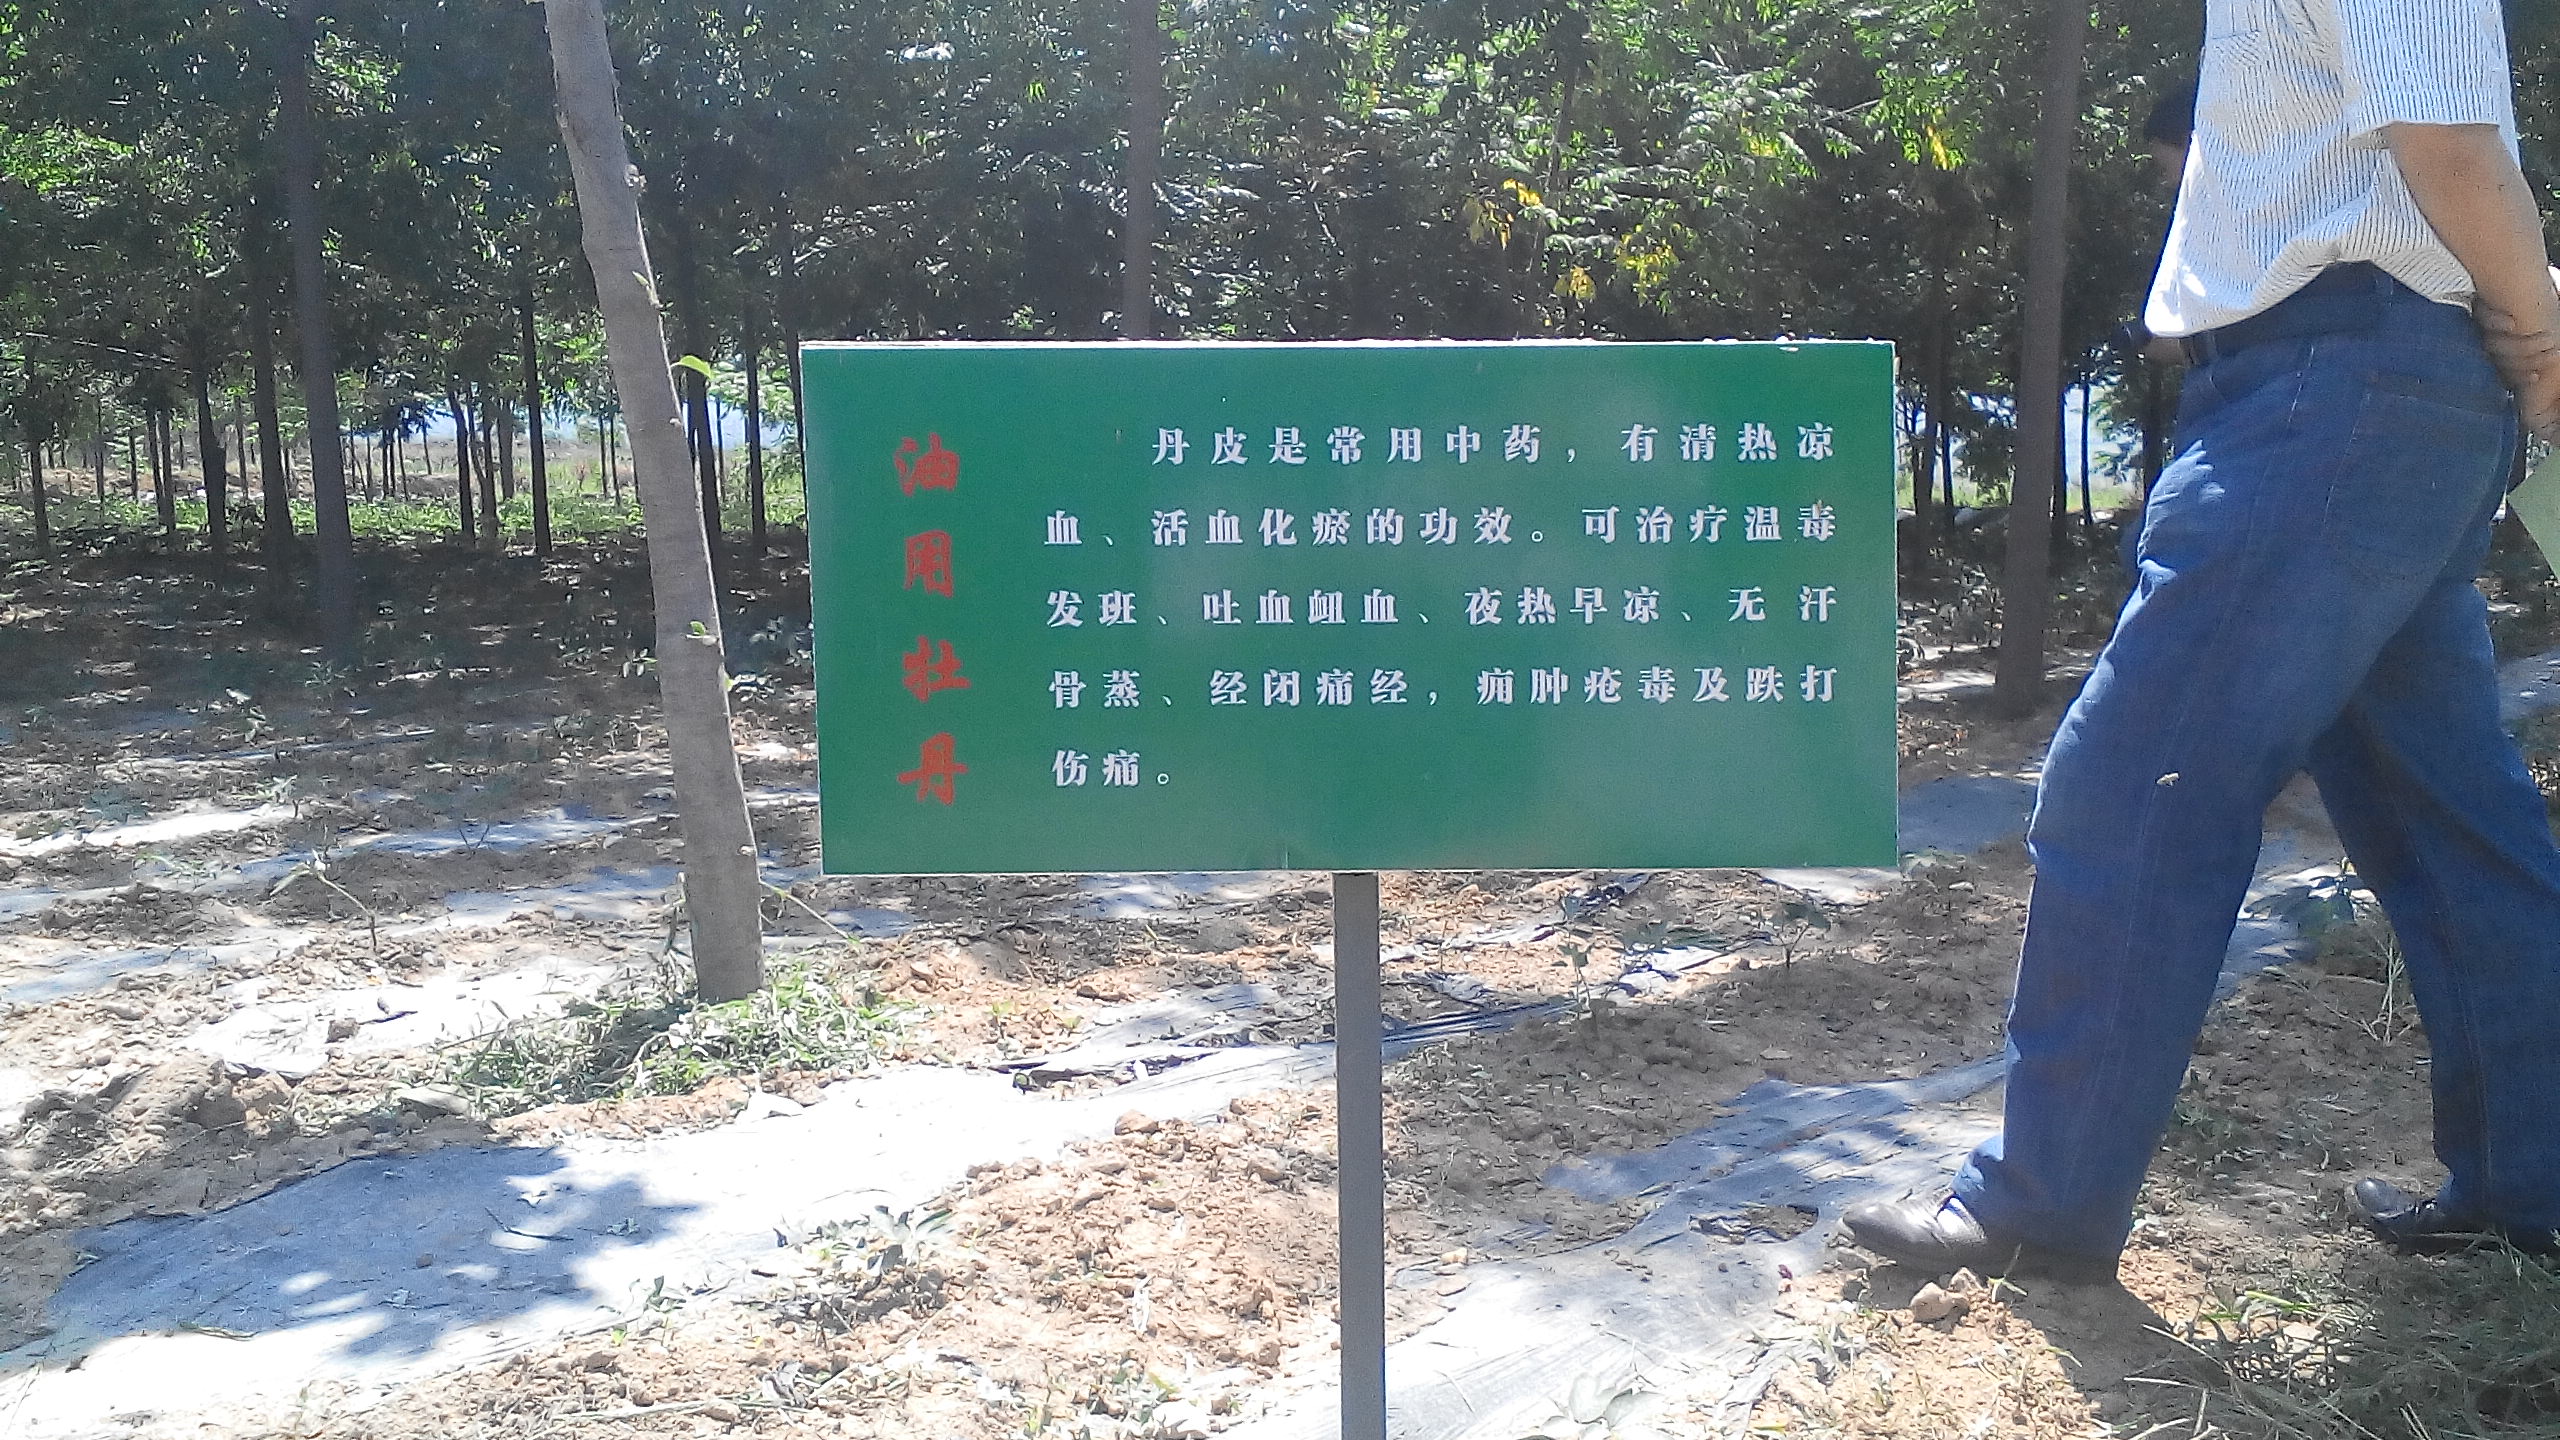 油用牡丹
丹皮是常用中药，有清热凉
血、活血化瘀的功效。可治疗温毒
发班、吐血衄血、夜热早凉、无汗
骨蒸、经闭痛经，痈肿疮毒及跌打
伤痛。